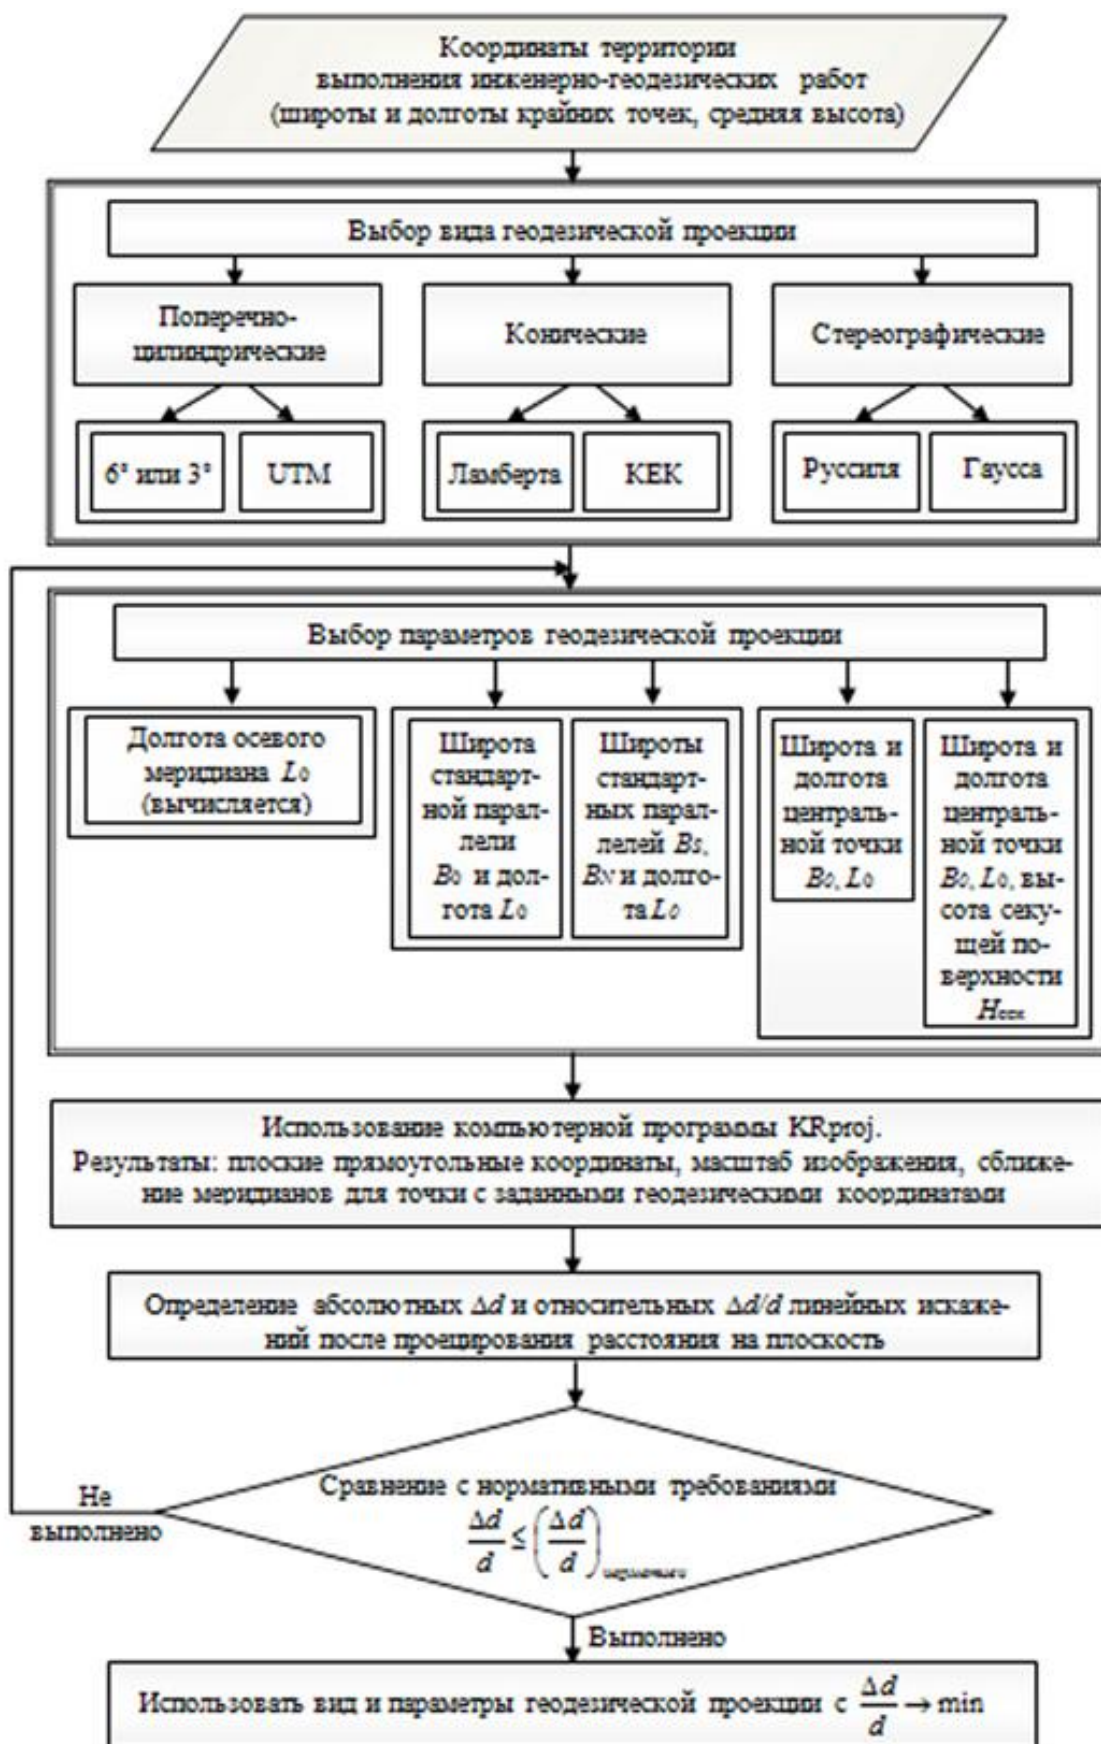 Координаты территории
выполнения инженерно-геодезических работ
(широты и долготы крайних точек, средняя высота)
Выбор вида геодезической проекции
Поперечно-
цилиндрические
Конические
Стереографические
6° или 3°
UTM
Ламберта
КЕК
Руссиля
Гаусса
Выбор параметров геодезической проекции
Долгота осевого
меридиана L0
(вычисляется)
Широта
стандарт-
ной парал-
лели
B0 и дол-
гота L0
Широты
стандарт-
ных парал-
лелей BS,
BN и долго-
та L0
Широта и
долгота
централь-
ной точки
B0, L0
Широта и
долгота
централь-
ной точки
B0, L0, вы-
сота секу-
щей по-
верхности
Hсек
Использование компьютерной программы KRproj.
Результаты: плоские прямоугольные координаты, масштаб изображения, сближе-
ние меридианов для точки с заданными геодезическими координатами
Определение абсолютных Δd и относительных Δd/d линейных искаже-
ний после проецирования расстояния на плоскость
Сравнение с нормативными требованиями
Δd/d ≤ (Δd/d)
Не
выполнено
Выполнено
Использовать вид и параметры геодезической проекции с Δd/d → min